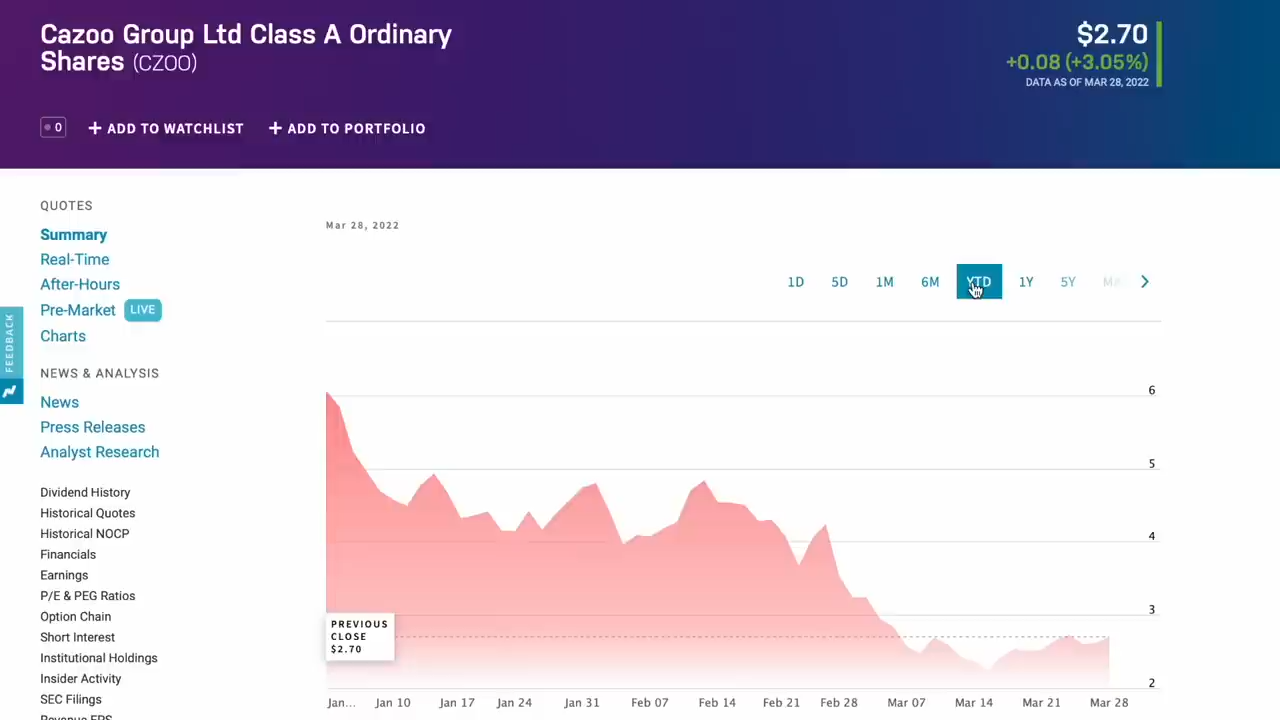 Cazoo Group Ltd Class A Ordinary
Shares (CZOO)
$2.70
+0.08 (+3.05%)
DATA AS OF MAR 28, 2022
0
+ ADD TO WATCHLIST
+ ADD TO PORTFOLIO
QUOTES
Summary
Real-Time
After-Hours
Pre-Market LIVE
Charts
NEWS & ANALYSIS
News
Press Releases
Analyst Research
Dividend History
Historical Quotes
Historical NOCP
Financials
Earnings
P/E & PEG Ratios
Option Chain
Short Interest
Institutional Holdings
Insider Activity
SEC Filings
Revenue EPS
FEEDBACK
Mar 28, 2022
1D 5D 1M 6M YTD 1Y 5Y
6
5
4
3
2
PREVIOUS
CLOSE
$2.70
Jan... Jan 10 Jan 17 Jan 24 Jan 31 Feb 07 Feb 14 Feb 21 Feb 28 Mar 07 Mar 14 Mar 21 Mar 28